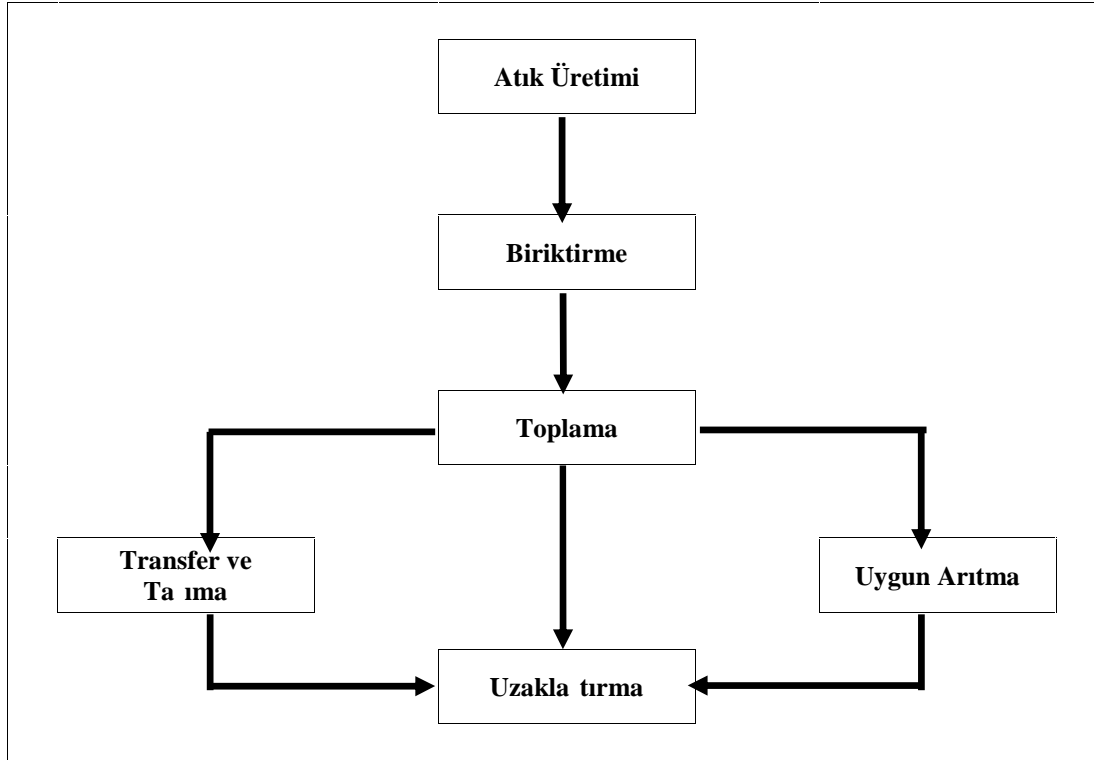 Atık Üretimi
Biriktirme
Toplama
Transfer ve
Ta ıma
Uygun Arıtma
Uzakla tırma